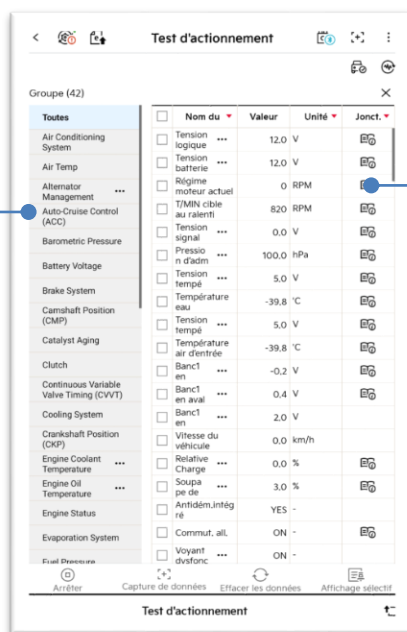 Test d'actionnement
Groupe (42)
Toutes
Air Conditioning
System
Air Temp
Alternator
Management
...
Auto-Cruise Control
(ACC)
Barometric Pressure
Battery Voltage
Brake System
Camshaft Position
(CMP)
Catalyst Aging
Clutch
Continuous Variable
Valve Timing (CVVT)
Cooling System
Crankshaft Position
(CKP)
Engine Coolant
Temperature
...
Engine Oil
Temperature
...
Engine Status
Evaporation System
Fuel Pressure
Nom du Valeur Unité Jonct.
Tension
logique
... 12,0 V
Tension
batterie
... 12,0 V
Régime
moteur actuel
0 RPM
T/MIN cible
au ralenti
820 RPM
Tension
signal
... 0,0 V
Pressio
n d'adm
... 100,0 hPa
Tension
tempé
... 5,0 V
Température
eau
-39,8 °C
Tension
tempé
... 5,0 V
Température
air d'entrée
-39,8 °C
Banc1
en
... -0,2 V
Banc1
en aval
... 0,4 V
Banc1
en
... 2,0 V
Vitesse du
véhicule
0,0 km/h
Relative
Charge
... 0,0 %
Soupa
pe de
... 3,0 %
Antidém,intég
ré
YES -
Commut, all,
ON -
Voyant
dysfonc
... ON -
Arrêter
Capture de données
Effacer les données
Affichage sélectif
Test d'actionnement